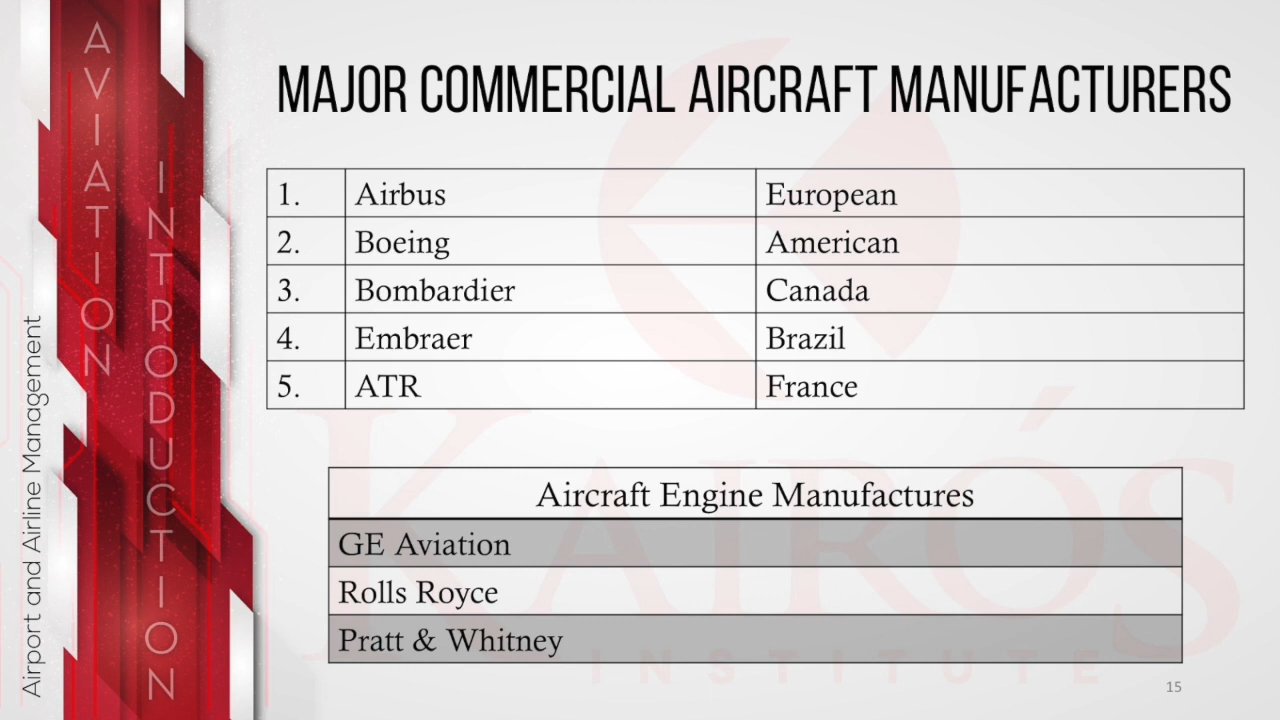 AVIATION
INTRODUCTION
Airport and Airline Management
MAJOR COMMERCIAL AIRCRAFT MANUFACTURERS
1. Airbus European
2. Boeing American
3. Bombardier Canada
4. Embraer Brazil
5. ATR France
Aircraft Engine Manufactures
GE Aviation
Rolls Royce
Pratt & Whitney
KAIRÓS
INSTITUTE
15